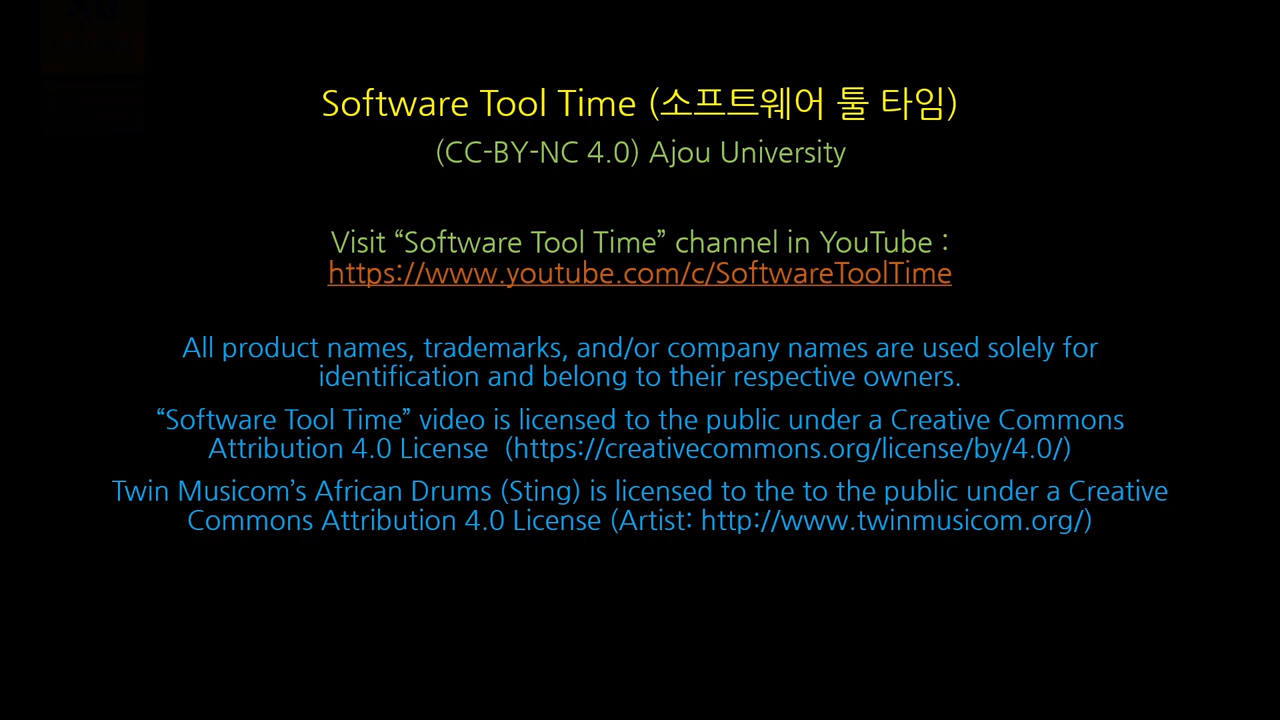 Software Tool Time (소프트웨어 툴 타임)
(CC-BY-NC 4.0) Ajou University
Visit “Software Tool Time” channel in YouTube :
https://www.youtube.com/c/SoftwareToolTime
All product names, trademarks, and/or company names are used solely for
identification and belong to their respective owners.
“Software Tool Time” video is licensed to the public under a Creative Commons
Attribution 4.0 License  (https://creativecommons.org/license/by/4.0/)
Twin Musicom’s African Drums (Sting) is licensed to the to the public under a Creative
Commons Attribution 4.0 License (Artist: http://www.twinmusicom.org/)